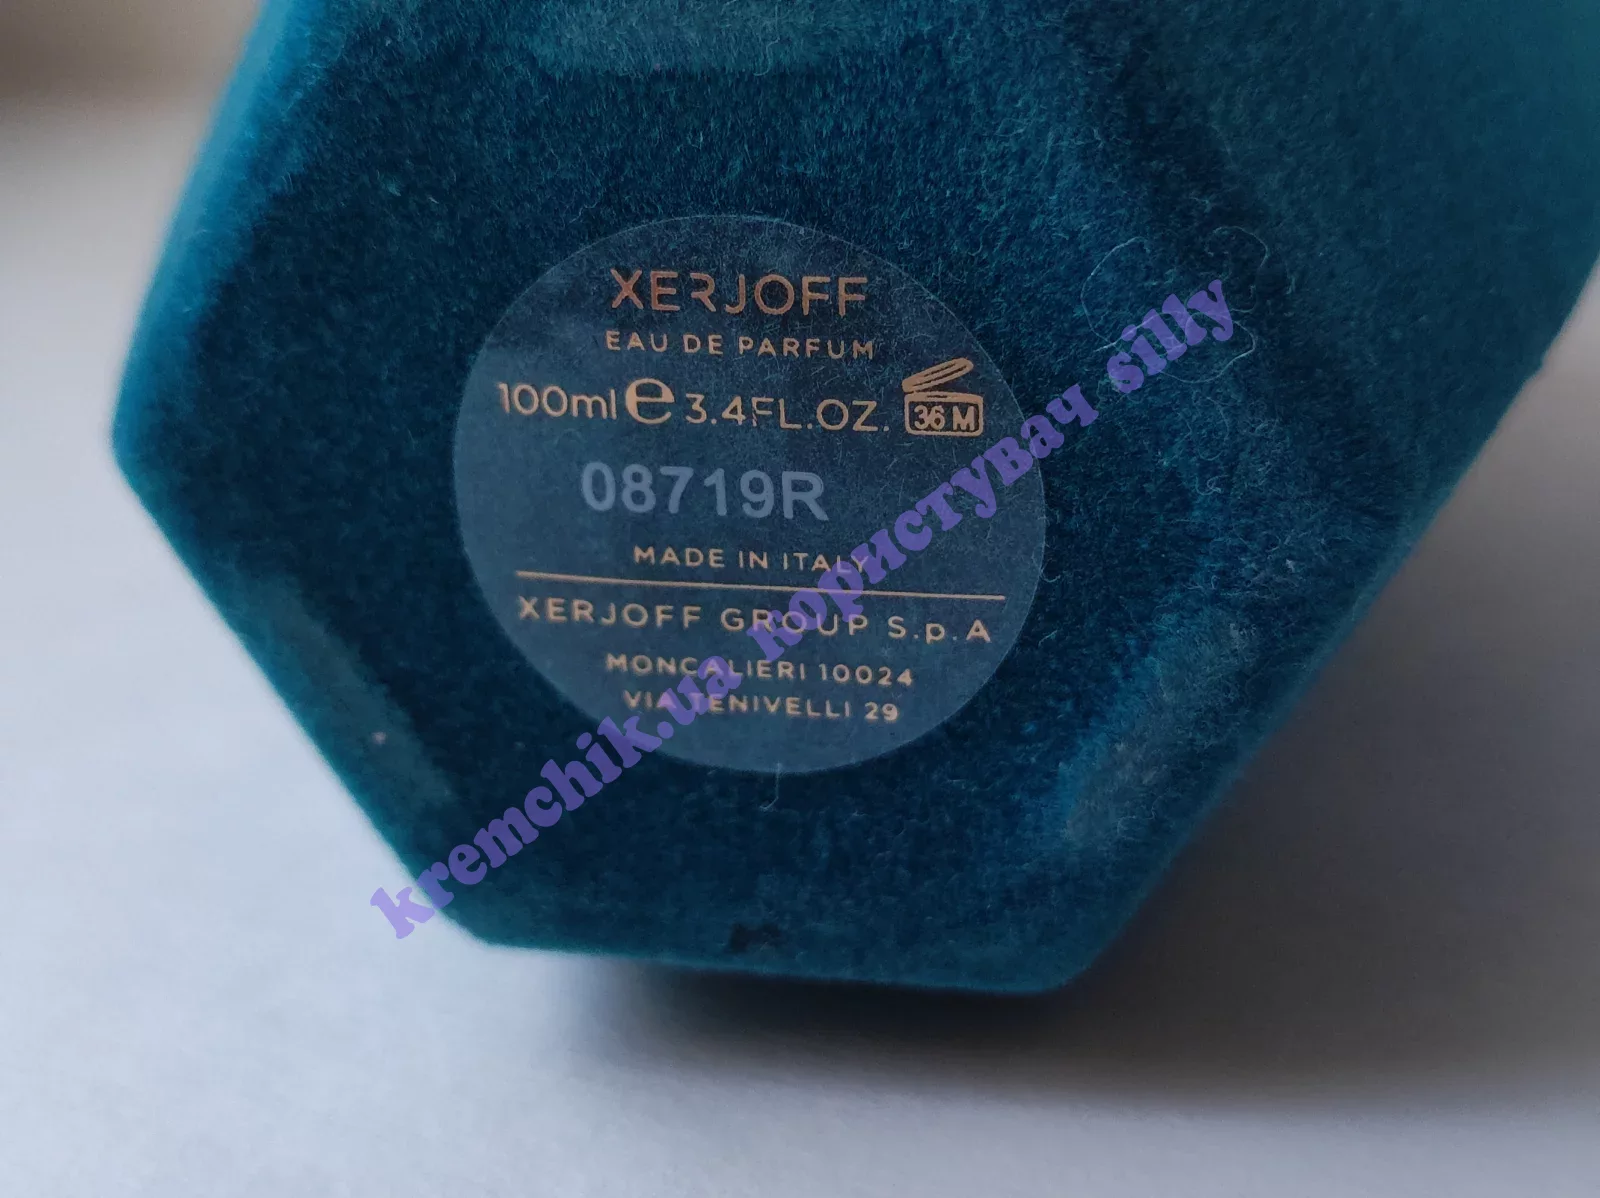 XERJOFF
EAU DE PARFUM
100ml e 3.4FL.OZ. 36 M
08719R
MADE IN ITALY
XERJOFF GROUP S.p.A
MONCALIERI 10024
VIA TENIVELLI 29
kremchik.ua користувач silly